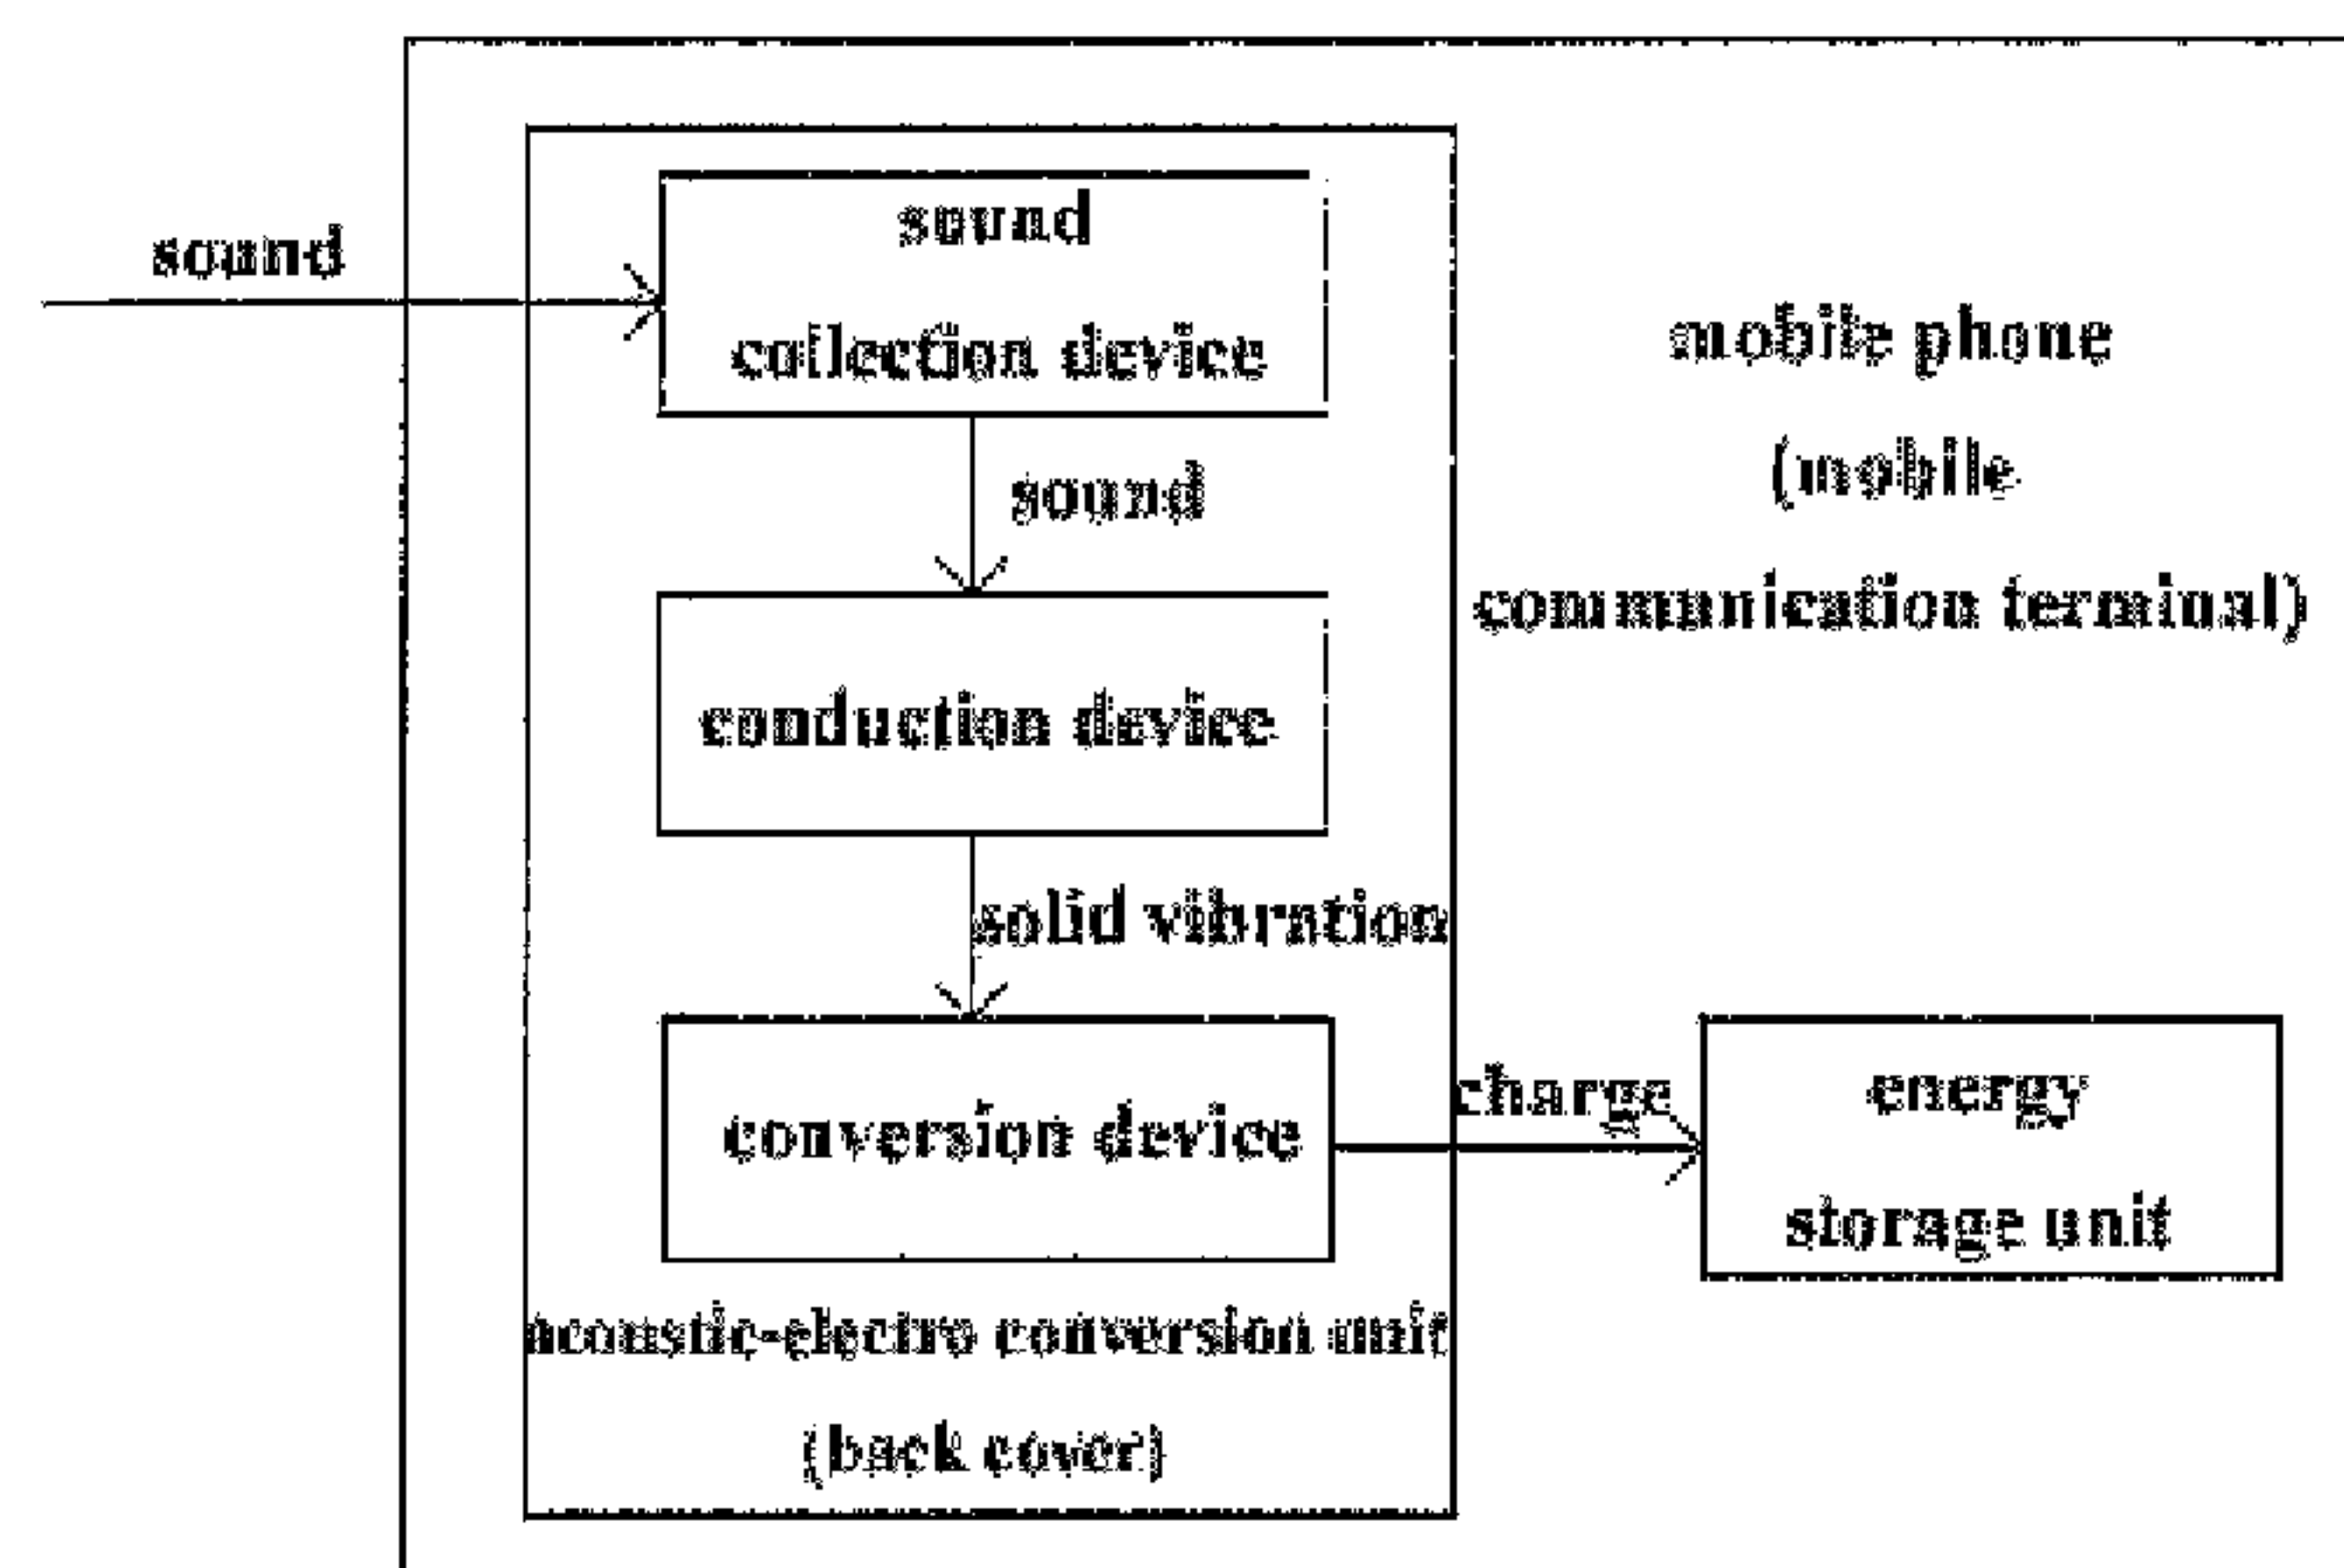 sound
sound
collection device
sound
mobile phone
(mobile
communication terminal)
conduction device
solid vibration
conversion device
charge
energy
storage unit
acoustic-electro conversion unit
(back cover)